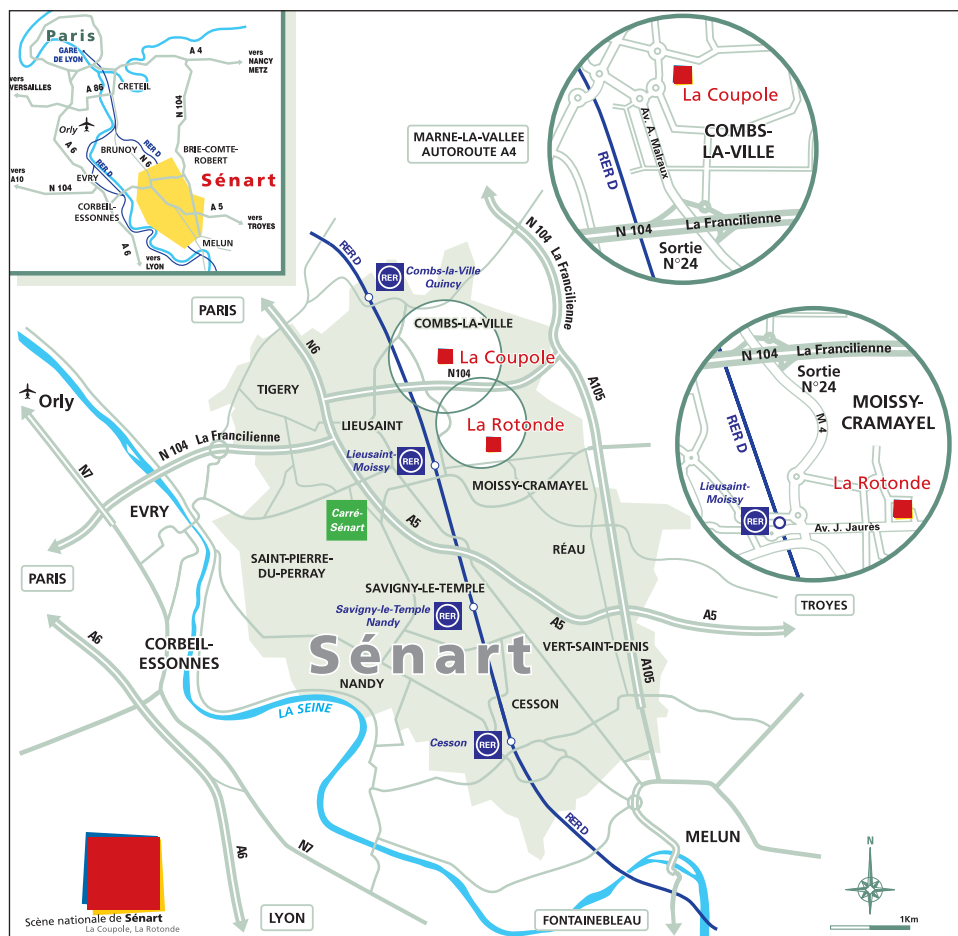 Paris
GARE
DE LYON
A 4
vers
NANCY
METZ
vers
VERSAILLES
A 86
CRETEIL
N 104
Orly
A 6
BRUNOY
RER D
N 6
BRIE-COMTE-
ROBERT
RER D
Sénart
vers
A10
N 104
EVRY
CORBEIL-
ESSONNES
A 5
vers
TROYES
MELUN
A 6
vers
LYON
MARNE-LA-VALLEE
AUTOROUTE A4
La Coupole
COMBS-
LA-VILLE
Av. A. Malraux
RER D
N 104
La Francilienne
Sortie
N°24
N 104
La Francilienne
Sortie
N°24
MOISSY-
CRAMAYEL
RER D
M 4
La Rotonde
Lieusaint-
Moissy
RER
Av. J. Jaurès
RER D
RER
Combs-la-Ville
Quincy
N 104 La Francilienne
PARIS
N6
COMBS-LA-VILLE
La Coupole
N104
TIGERY
A105
Orly
La Rotonde
LIEUSAINT
N 104 La Francilienne
N7
Lieusaint-
Moissy
RER
MOISSY-CRAMAYEL
EVRY
Carré-
Sénart
A5
RÉAU
SAINT-PIERRE-
DU-PERRAY
PARIS
SAVIGNY-LE-TEMPLE
Savigny-le-Temple
Nandy
RER
TROYES
A5
A5
A6
CORBEIL-
ESSONNES
Sénart
VERT-SAINT-DENIS
A105
NANDY
CESSON
LA SEINE
Cesson
RER
RER D
MELUN
A6
N7
N
Scène nationale de Sénart
La Coupole, La Rotonde
LYON
FONTAINEBLEAU
1Km